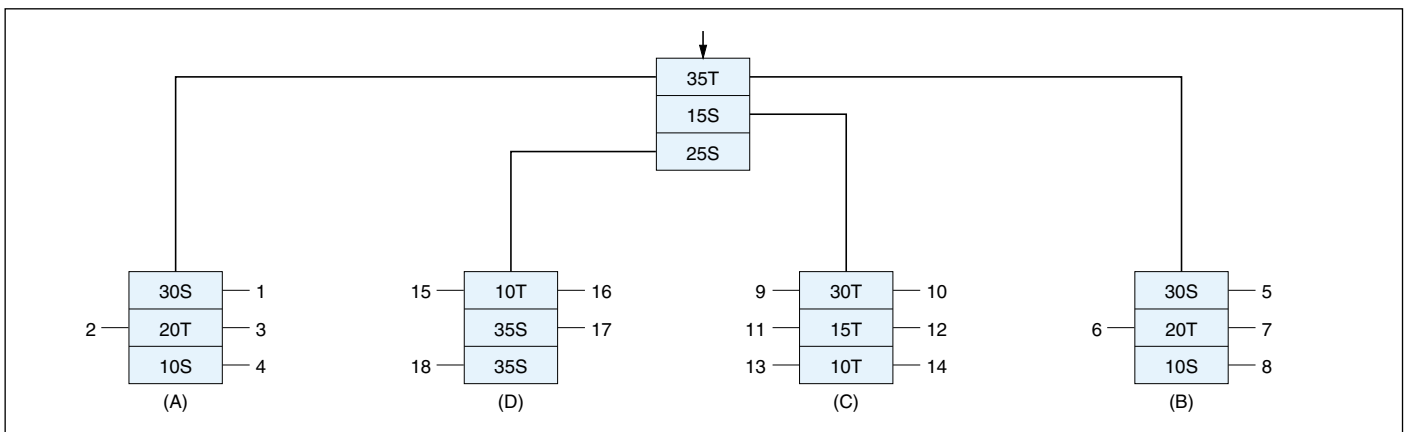 35T
15S
25S
30S 1
2 20T 3
10S 4
(A)
15 10T 16
35S 17
18 35S
(D)
9 30T 10
11 15T 12
13 10T 14
(C)
30S 5
6 20T 7
10S 8
(B)